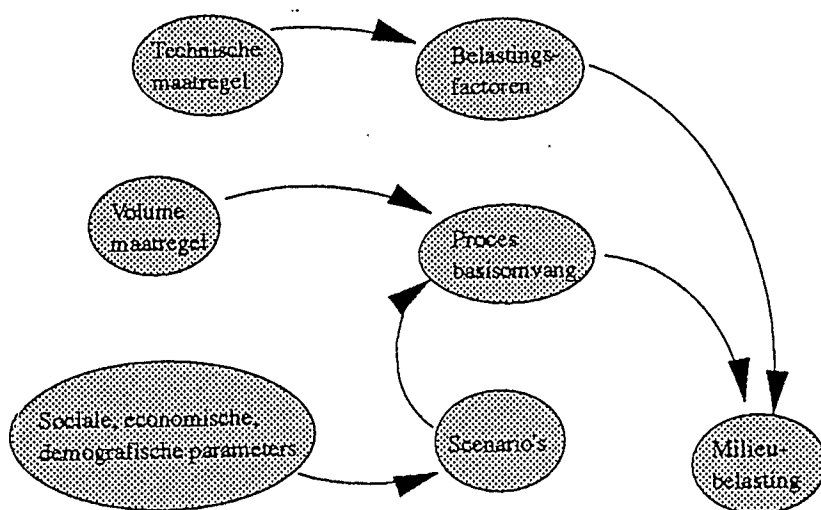 Technische
maatregel
Belastings-
factoren
Volume
maatregel
Proces
basisomvang
Sociale, economische,
demografische parameters
Scenario's
Milieu-
belasting